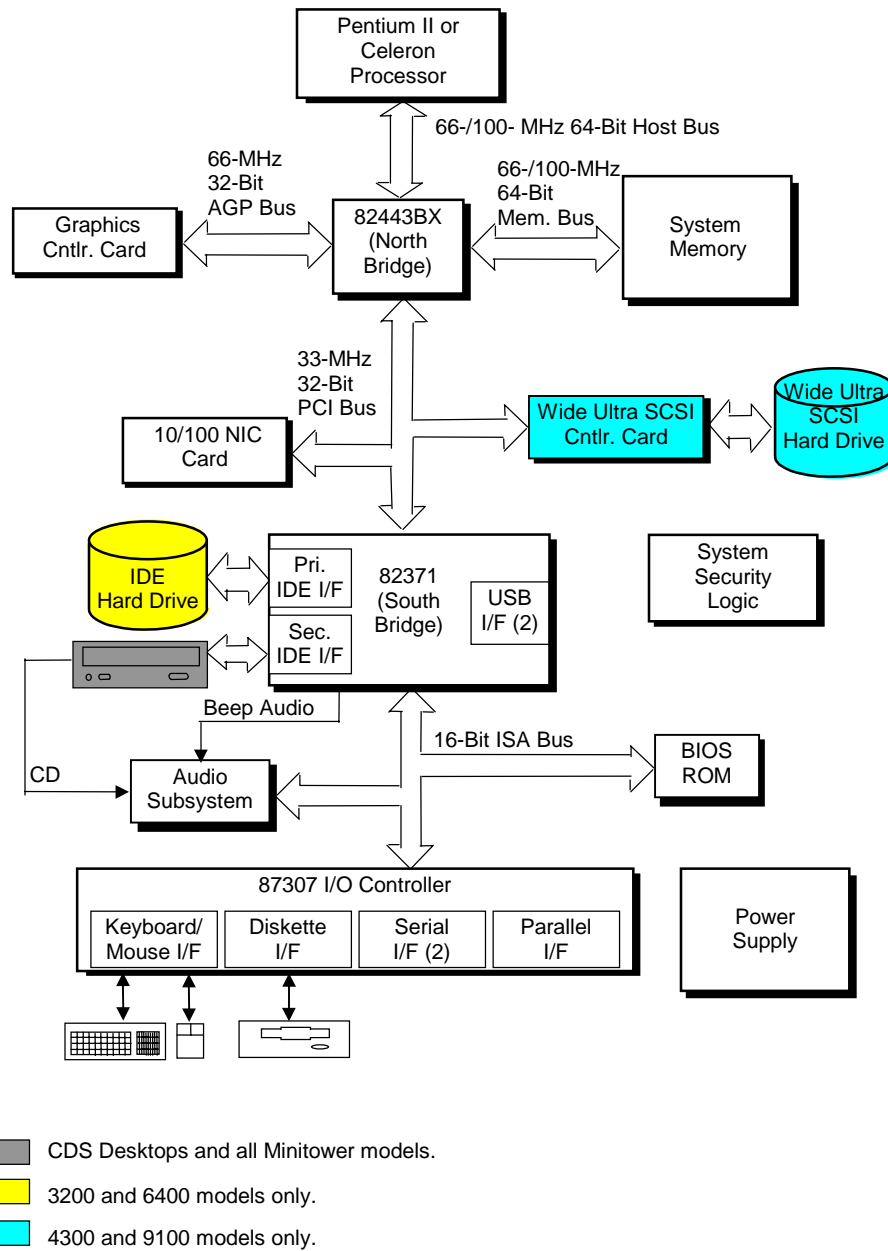 Pentium II or
Celeron
Processor
66-/100- MHz 64-Bit Host Bus
66-MHz
32-Bit
AGP Bus
66-/100-MHz
64-Bit
Mem. Bus
Graphics
Cntlr. Card
82443BX
(North
Bridge)
System
Memory
33-MHz
32-Bit
PCI Bus
10/100 NIC
Card
Wide Ultra SCSI
Cntlr. Card
Wide Ultra
SCSI
Hard Drive
IDE
Hard Drive
Pri.
IDE I/F
82371
(South
Bridge)
USB
I/F (2)
Sec.
IDE I/F
System
Security
Logic
Beep Audio
16-Bit ISA Bus
CD
Audio
Subsystem
BIOS
ROM
87307 I/O Controller
Keyboard/
Mouse I/F
Diskette
I/F
Serial
I/F (2)
Parallel
I/F
Power
Supply
CDS Desktops and all Minitower models.
3200 and 6400 models only.
4300 and 9100 models only.